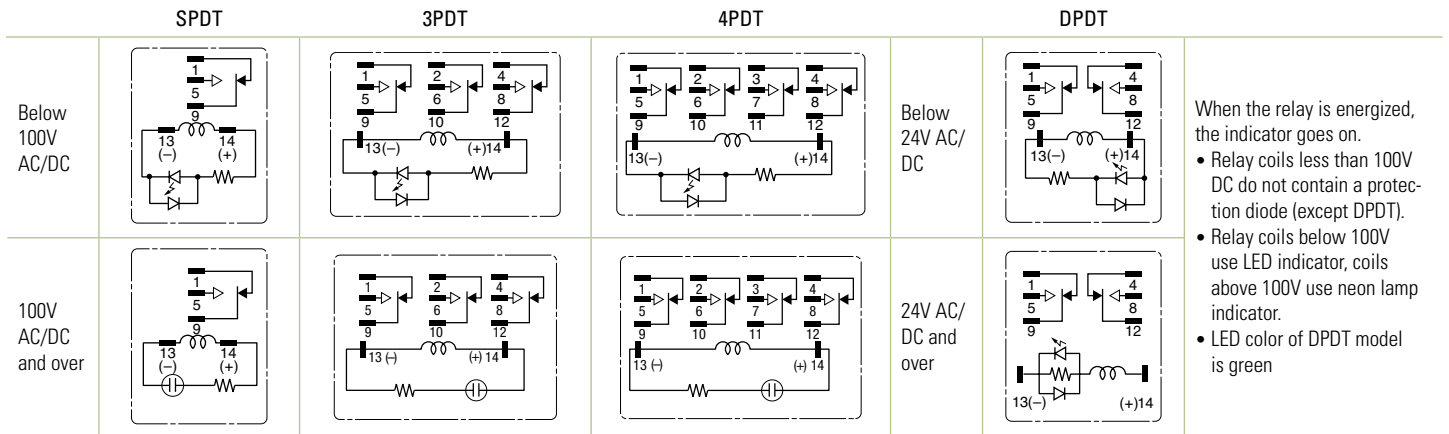 SPDT 3PDT 4PDT DPDT
Below
100V
AC/DC
1
5
9
13 14
(–) (+)
1 2 4
5 6 8
9 10 12
13(–) (+)14
1 2 3 4
5 6 7 8
9 10 11 12
13(–) (+)14
Below
24V AC/
DC
1 4
5 8
9 12
13(–) (+)14
100V
AC/DC
and over
1
5
9
13 14
(–) (+)
1 2 4
5 6 8
9 10 12
13 (–) (+) 14
1 2 3 4
5 6 7 8
9 10 11 12
13 (–) (+) 14
24V AC/
DC and
over
1 4
5 8
9 12
13(–) (+)14
When the relay is energized,
the indicator goes on.
• Relay coils less than 100V
DC do not contain a protec-
tion diode (except DPDT).
• Relay coils below 100V
use LED indicator, coils
above 100V use neon lamp
indicator.
• LED color of DPDT model
is green